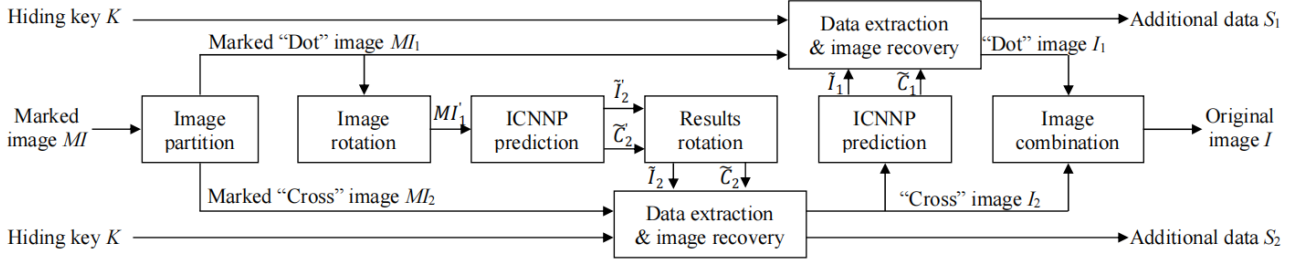 Hiding key K
Data extraction
& image recovery
Additional data S₁
Marked “Dot” image MI₁
“Dot” image I₁
Ĩ₁
C̃₁
Marked
image MI
Image
partition
Image
rotation
MI₁'
ICNNP
prediction
Ĩ₂'
C̃₂'
Results
rotation
ICNNP
prediction
Image
combination
Original
image I
Ĩ₂
C̃₂
Marked “Cross” image MI₂
Data extraction
& image recovery
“Cross” image I₂
Hiding key K
Additional data S₂